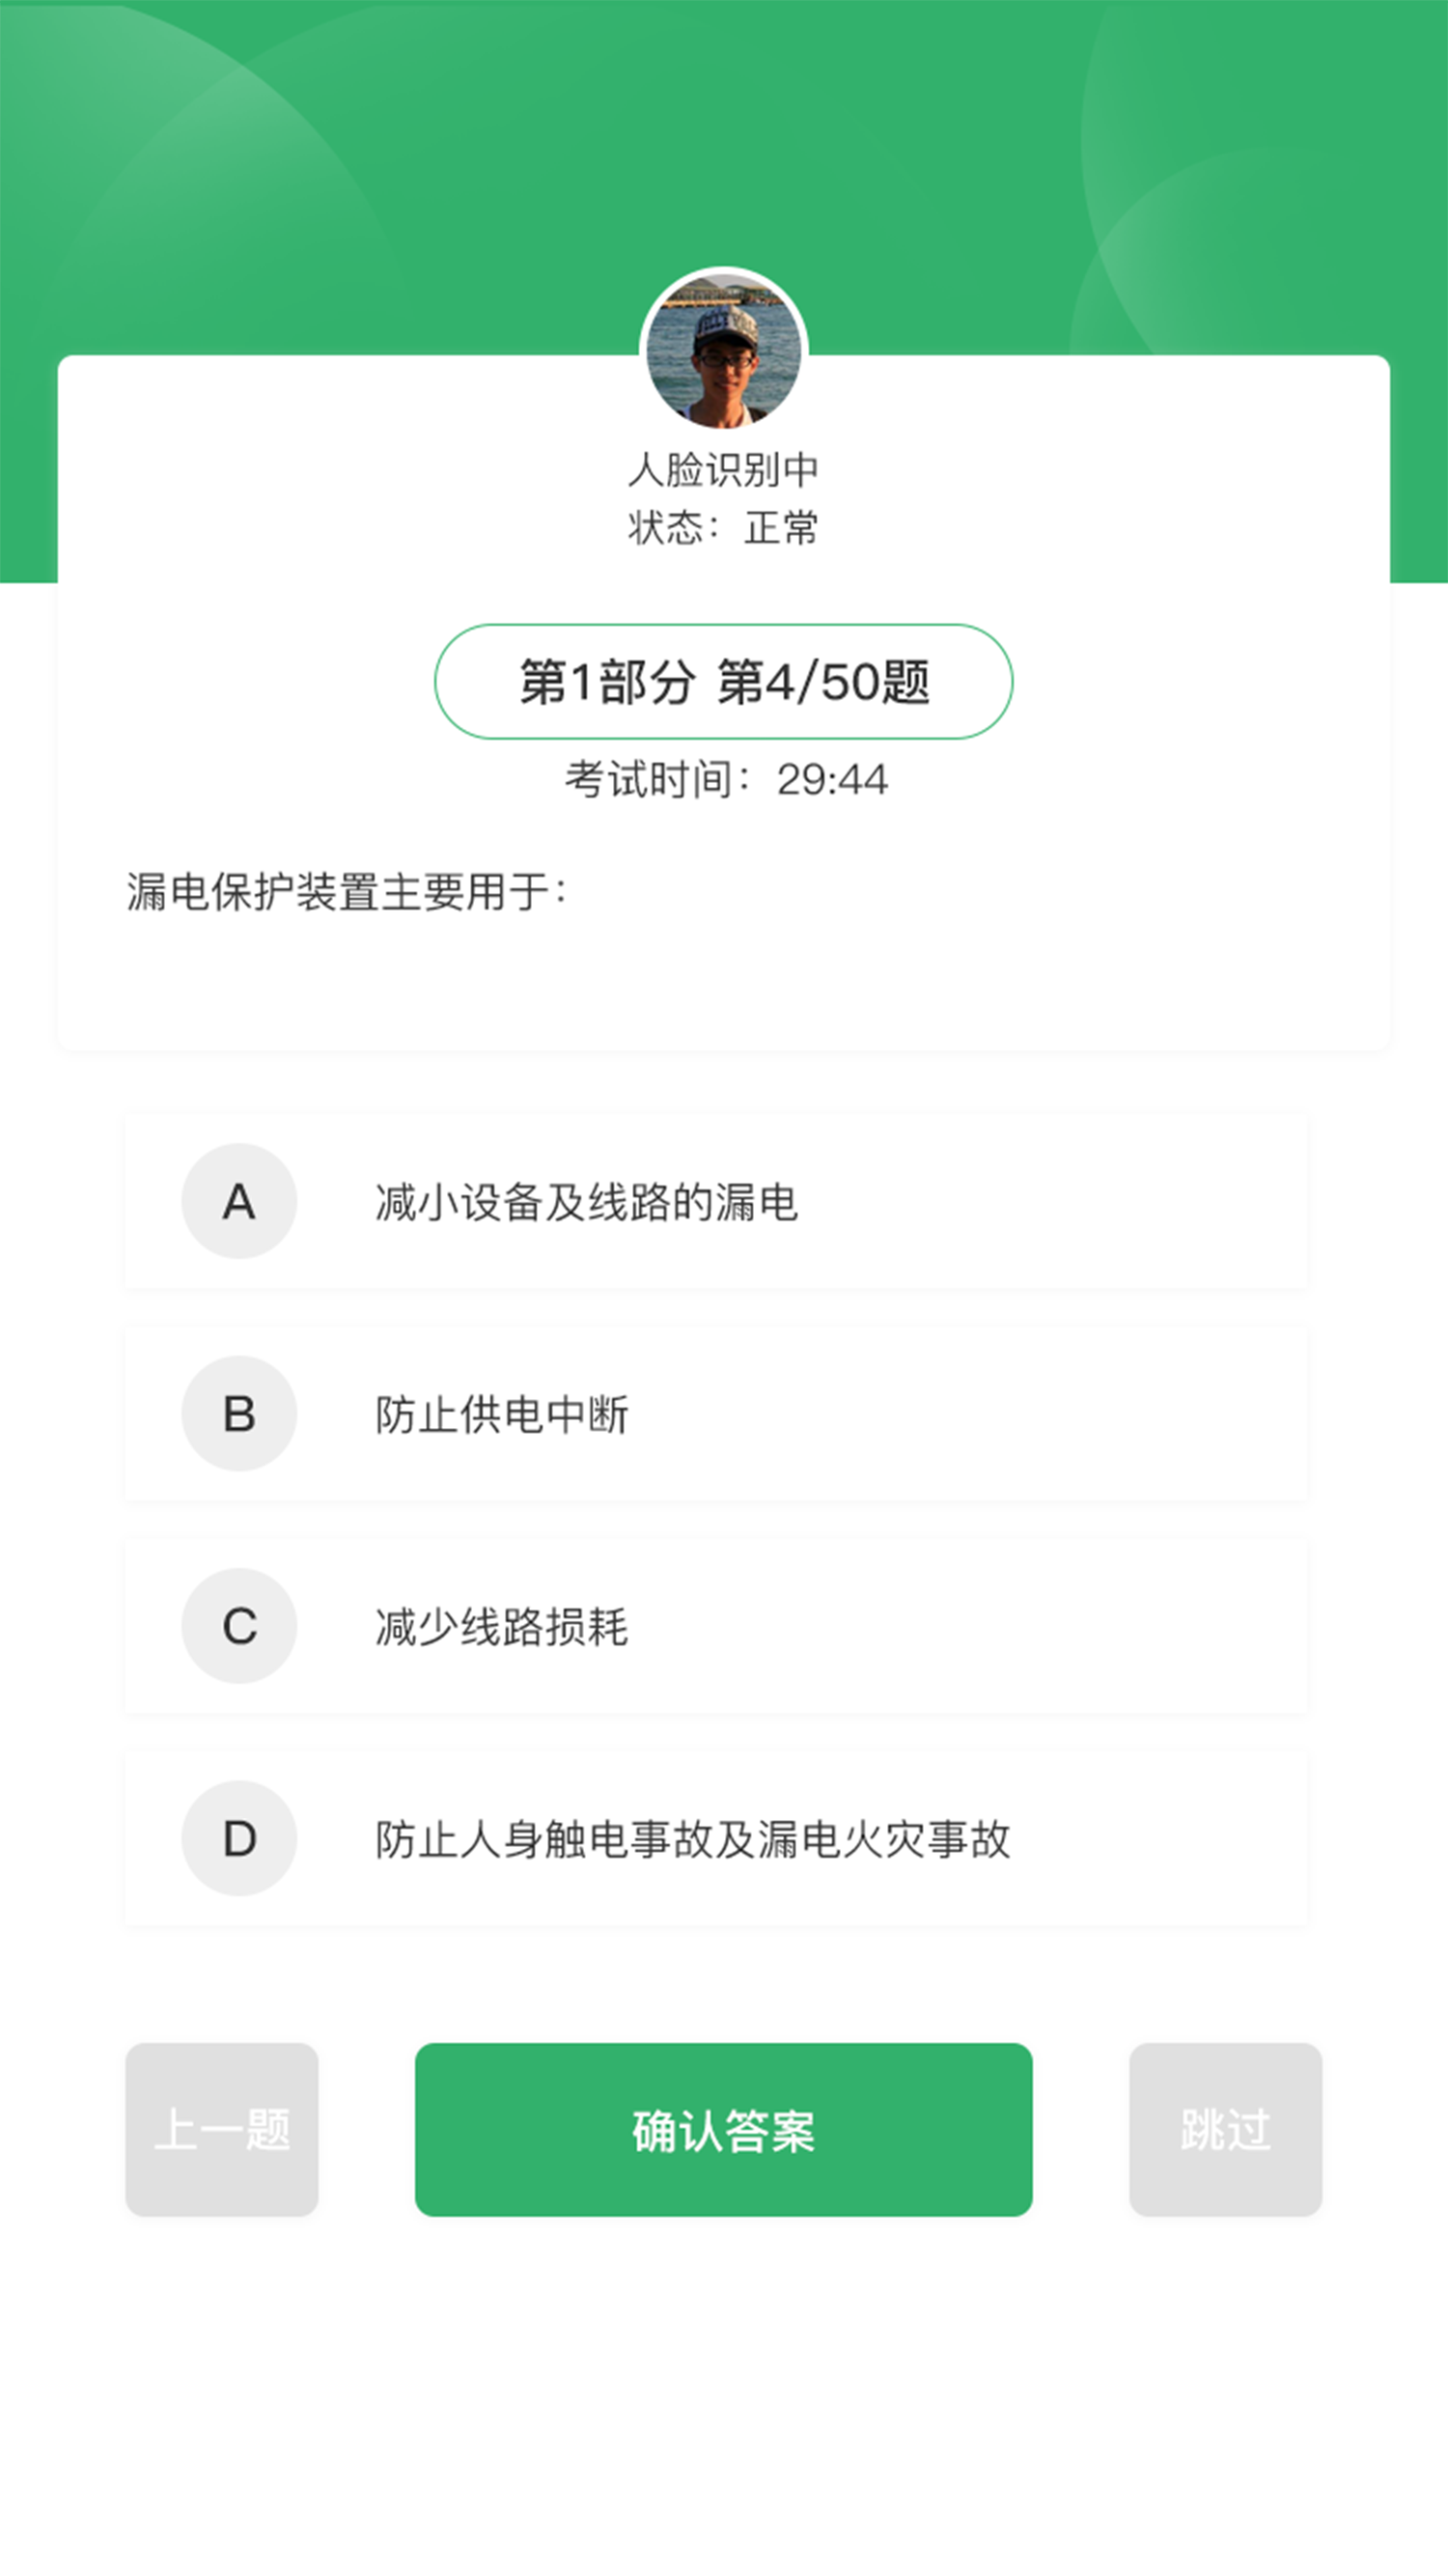 人脸识别中
状态：正常
第1部分 第4/50题
考试时间：29:44
漏电保护装置主要用于：
A 减小设备及线路的漏电
B 防止供电中断
C 减少线路损耗
D 防止人身触电事故及漏电火灾事故
上一题 确认答案 跳过